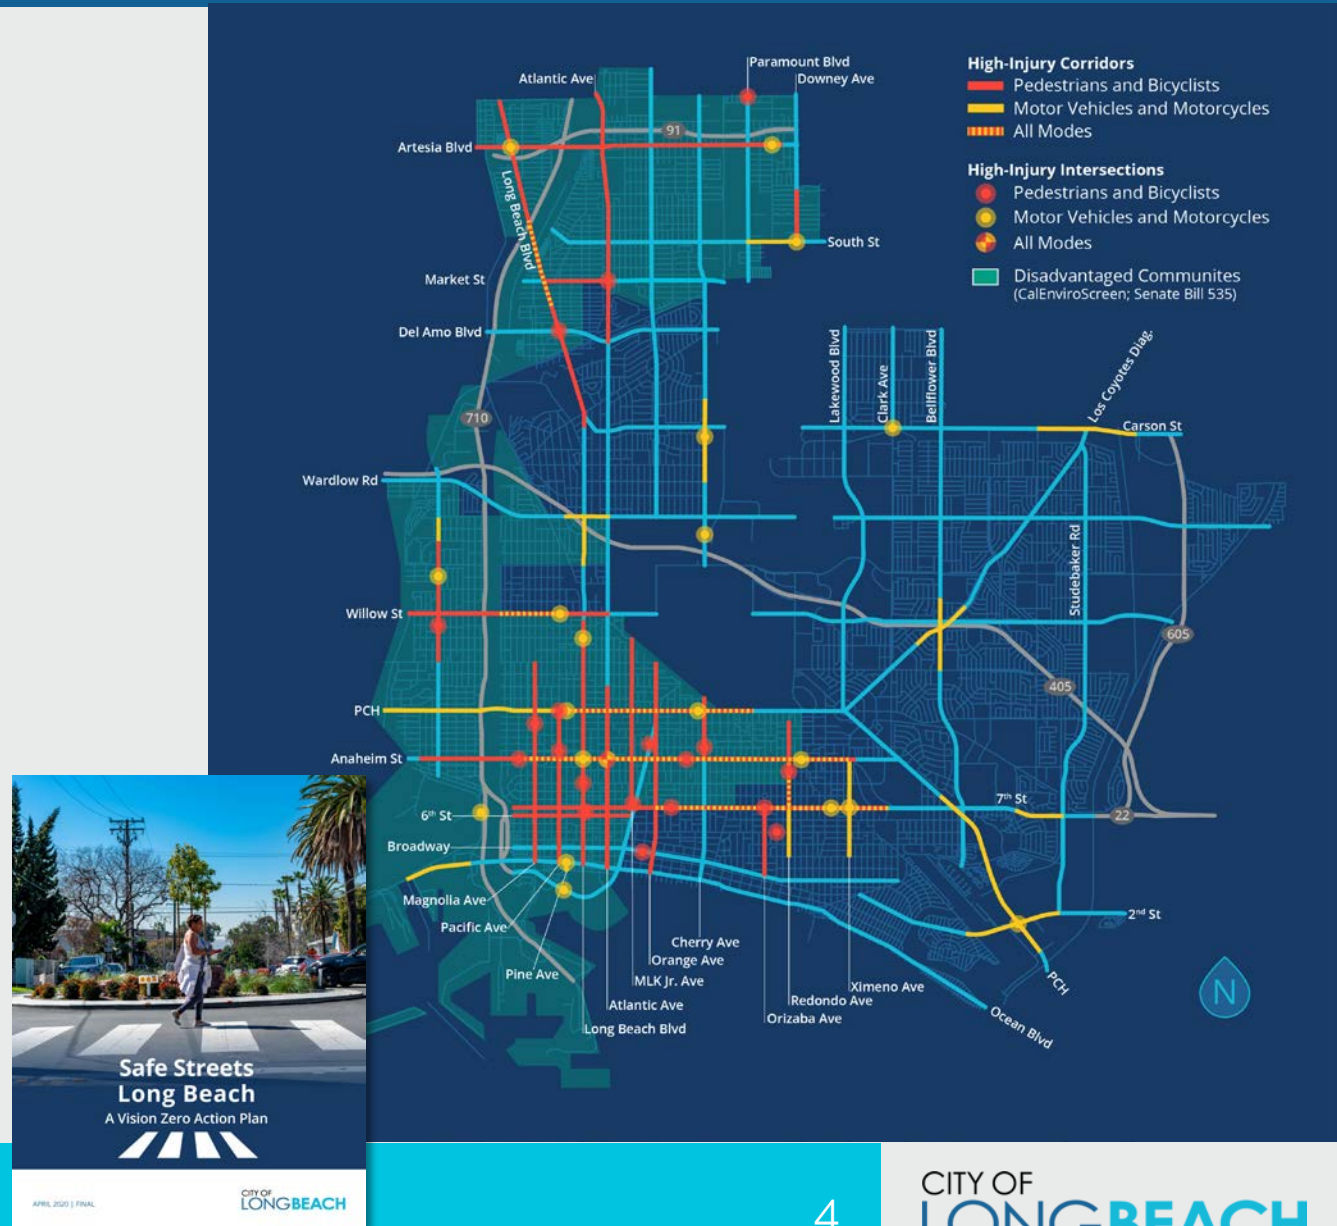 Paramount Blvd
Atlantic Ave
Downey Ave
High-Injury Corridors
Pedestrians and Bicyclists
Motor Vehicles and Motorcycles
All Modes
91
Artesia Blvd
High-Injury Intersections
Pedestrians and Bicyclists
Motor Vehicles and Motorcycles
All Modes
Long Beach Blvd
South St
Market St
Disadvantaged Communites
(CalEnviroScreen; Senate Bill 535)
Del Amo Blvd
Lakewood Blvd
Clark Ave
Bellflower Blvd
Los Coyotes Diag.
710
Carson St
Wardlow Rd
Studebaker Rd
Willow St
605
405
PCH
Anaheim St
7th St
6th St
22
Broadway
Magnolia Ave
2nd St
Pacific Ave
Cherry Ave
Orange Ave
Pine Ave
MLK Jr. Ave
PCH
Ximeno Ave
Redondo Ave
Atlantic Ave
Orizaba Ave
Long Beach Blvd
Ocean Blvd
N
Safe Streets
Long Beach
A Vision Zero Action Plan
APRIL 2020 | FINAL
CITY OF
LONGBEACH
4
CITY OF
LONGBEACH